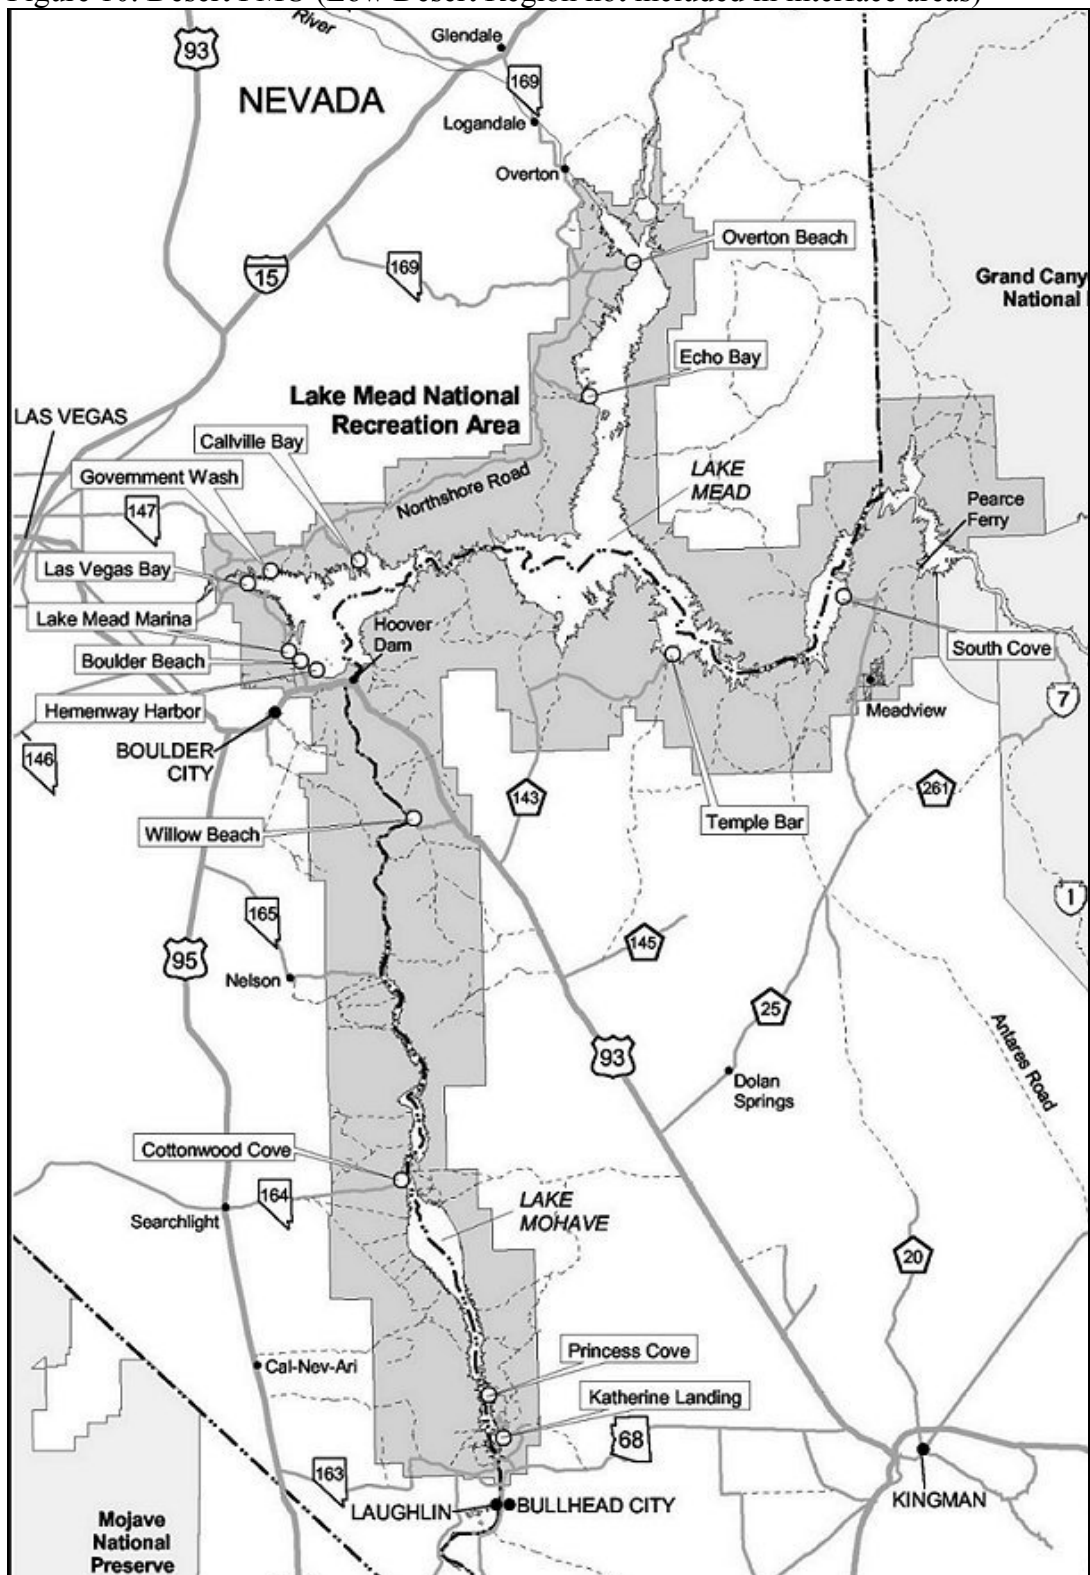 Figure 10: Desert FMU (Low Desert Region not included in interface areas)
River
Glendale
93
169
NEVADA
Logandale
Overton
Overton Beach
169
15
Grand Cany
National
Echo Bay
Lake Mead National
Recreation Area
LAS VEGAS
Callville Bay
Government Wash
Northshore Road
LAKE
MEAD
147
Pearce
Ferry
Las Vegas Bay
Lake Mead Marina
Hoover
Dam
Boulder Beach
South Cove
Hemenway Harbor
7
Meadview
146
BOULDER
CITY
143
261
Willow Beach
Temple Bar
1
165
145
95
Nelson
25
93
Antares Road
Dolan
Springs
Cottonwood Cove
164
LAKE
MOHAVE
Searchlight
20
Princess Cove
Cal-Nev-Ari
Katherine Landing
68
163
LAUGHLIN
BULLHEAD CITY
KINGMAN
Mojave
National
Preserve